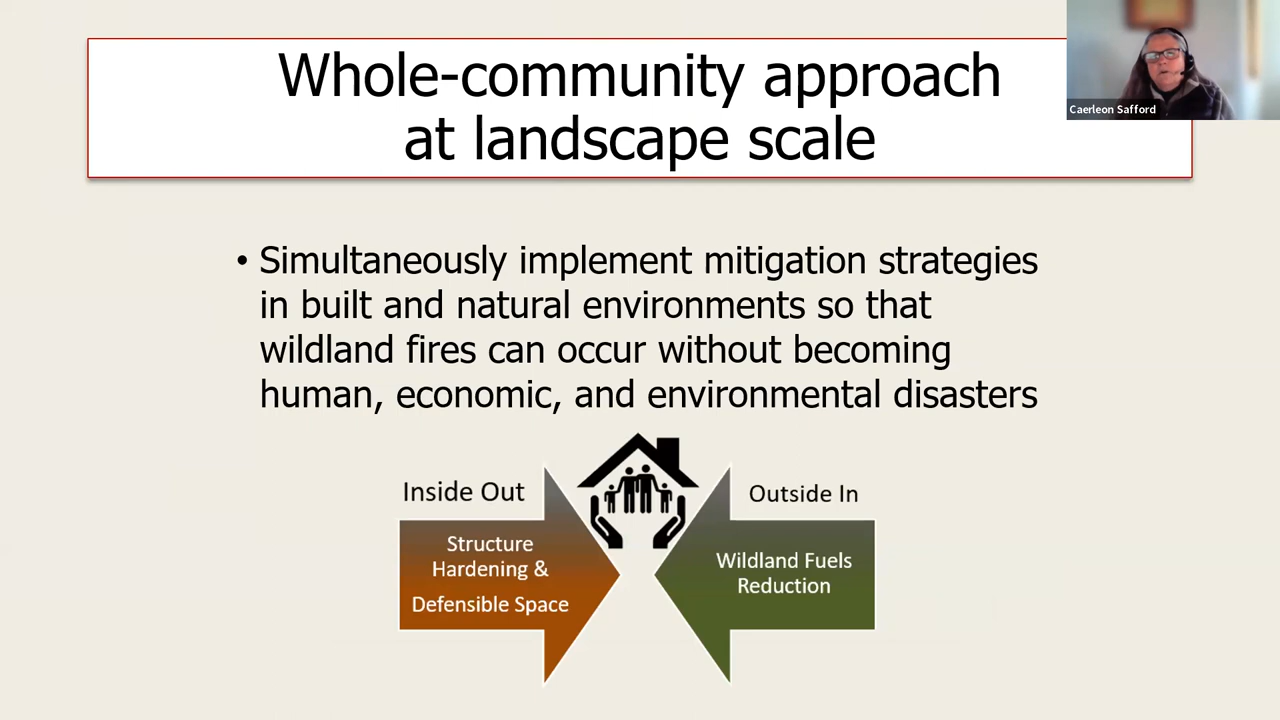 Whole-community approach
at landscape scale
Caerleon Safford
• Simultaneously implement mitigation strategies
in built and natural environments so that
wildland fires can occur without becoming
human, economic, and environmental disasters
Inside Out
Structure
Hardening &
Defensible Space
Outside In
Wildland Fuels
Reduction